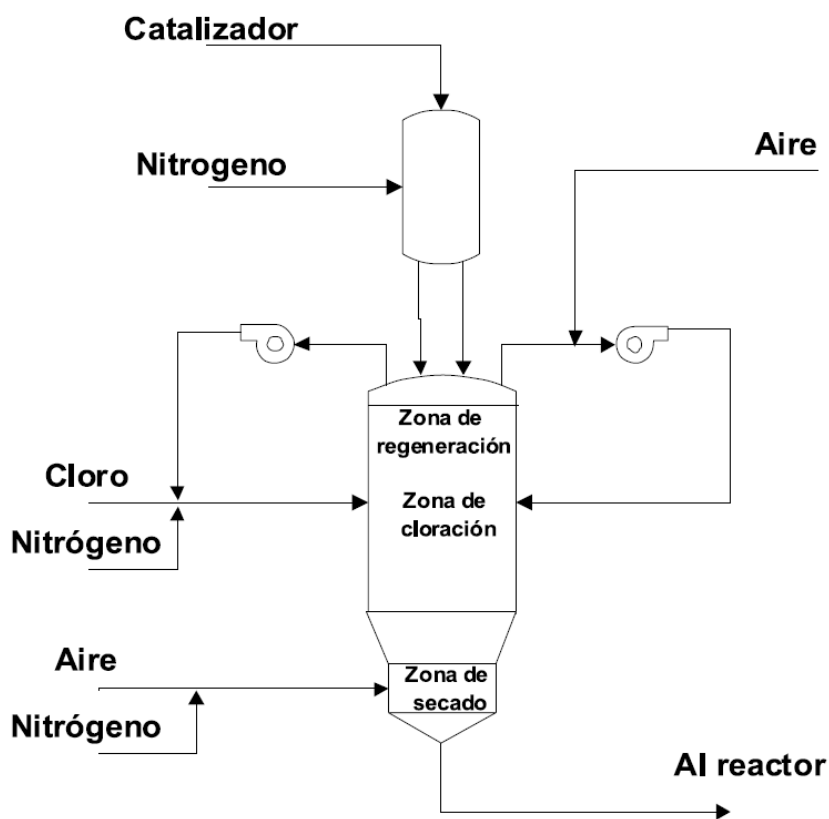 Catalizador
Nitrogeno
Aire
Zona de
regeneración
Cloro
Zona de
cloración
Nitrógeno
Aire
Zona de
secado
Nitrógeno
Al reactor